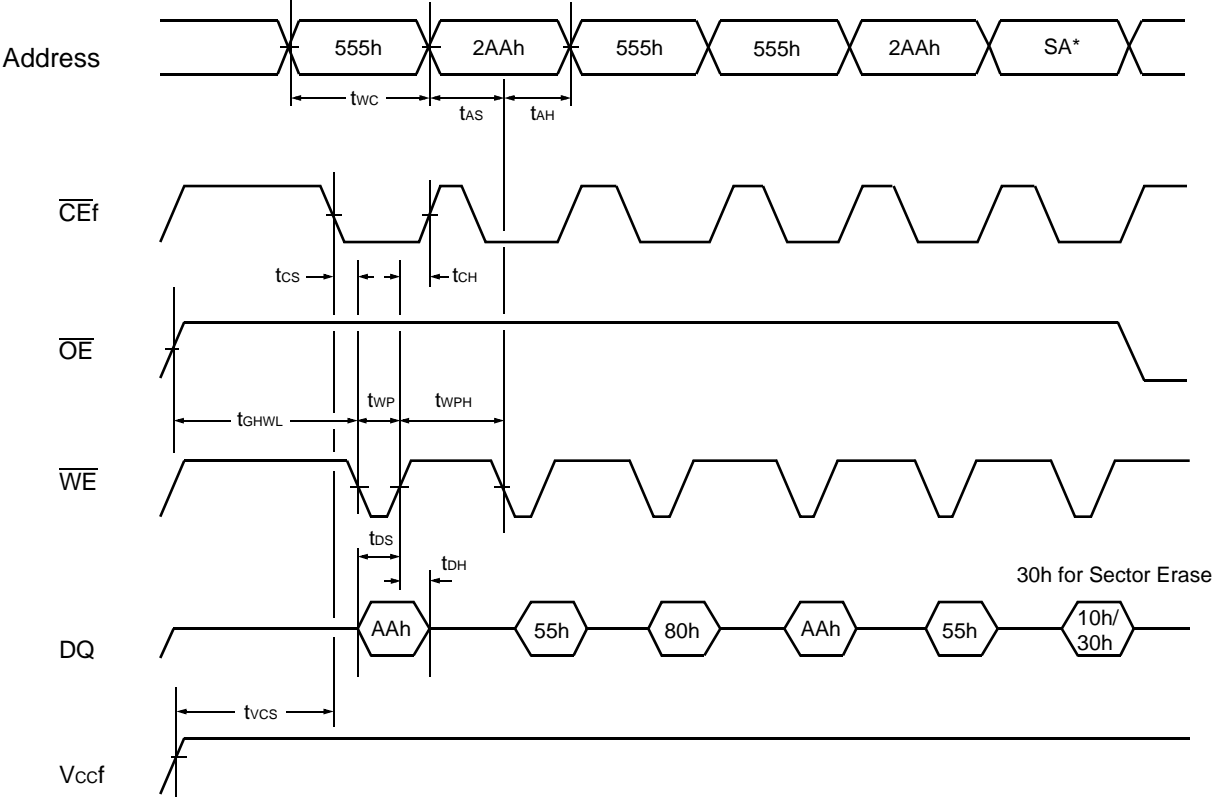 Address
555h 2AAh 555h 555h 2AAh SA*
tWC
tAS
tAH
CEf
tCS
tCH
OE
tGHWL
tWP
tWPH
WE
tDS
tDH
30h for Sector Erase
DQ
AAh 55h 80h AAh 55h 10h/
30h
tVCS
VCCf